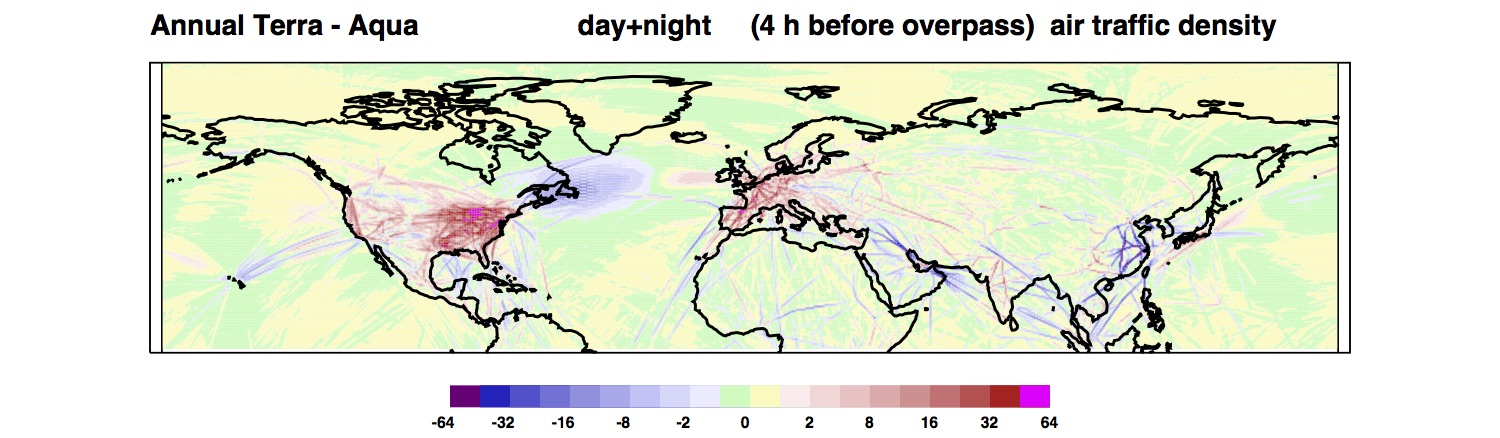 Annual Terra - Aqua day+night (4 h before overpass) air traffic density
-64 -32 -16 -8 -2 0 2 8 16 32 64